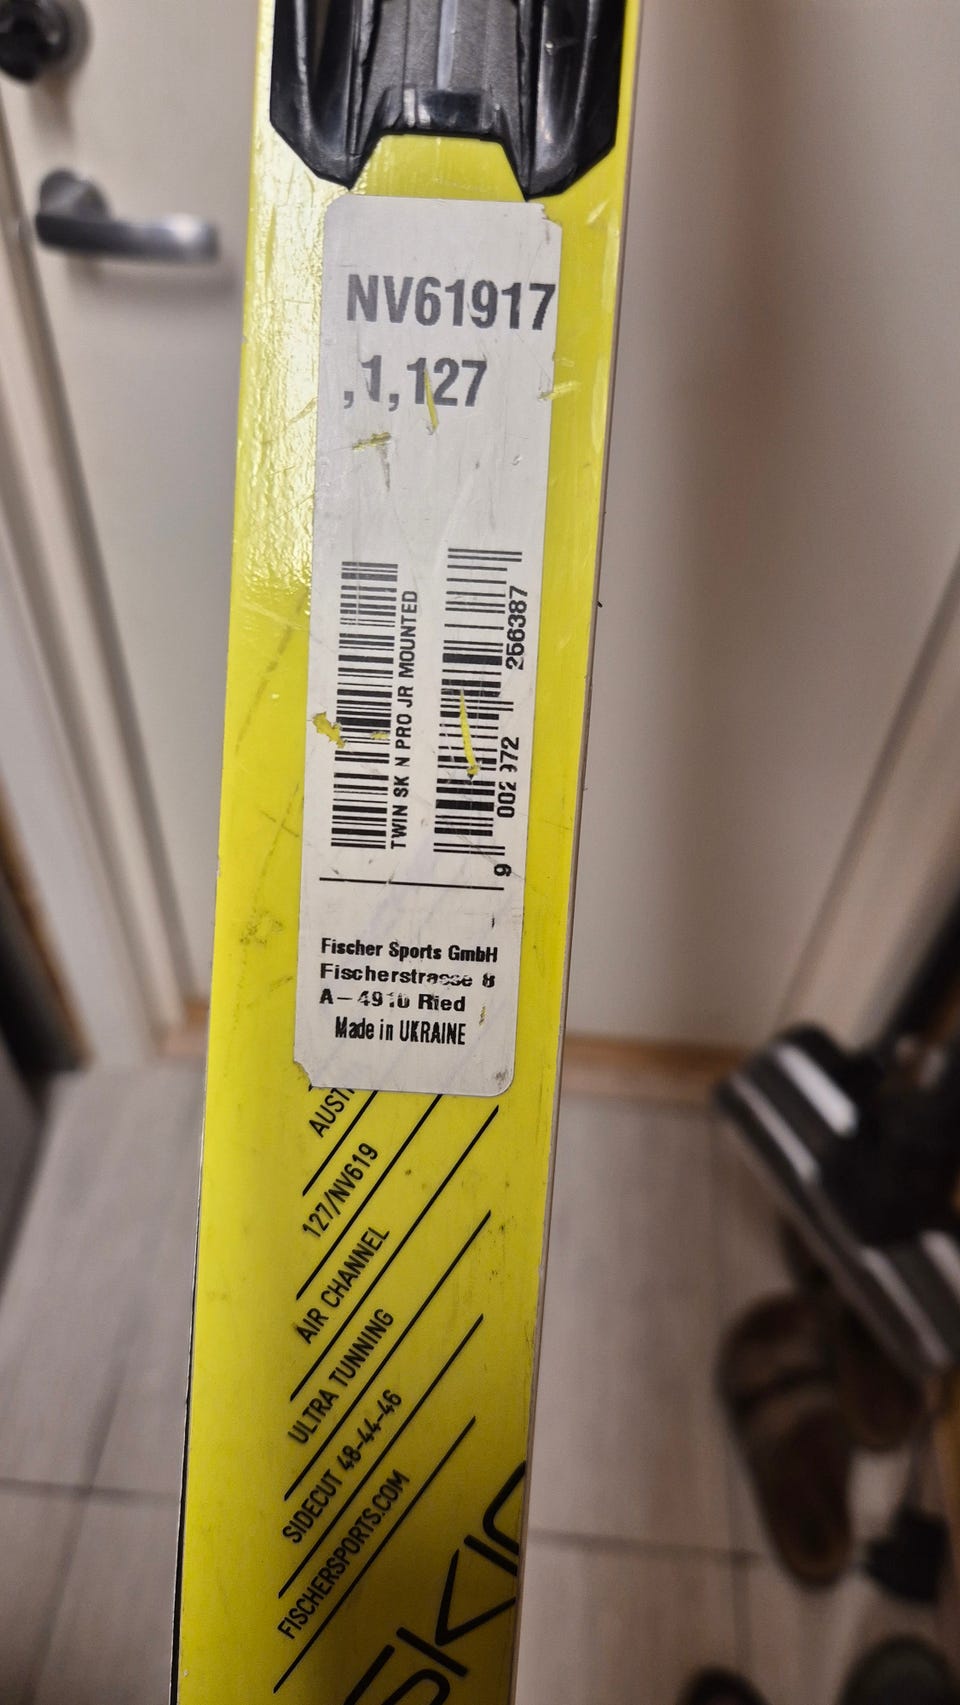 NV61917
,1,127
TWIN SK N PRO JR MOUNTED
9 002972 256387
Fischer Sports GmbH
Fischerstrasse 8
A-4910 Ried
Made in UKRAINE
127/NV619
AIR CHANNEL
ULTRA TUNNING
SIDECUT 48-44-46
FISCHERSPORTS.COM